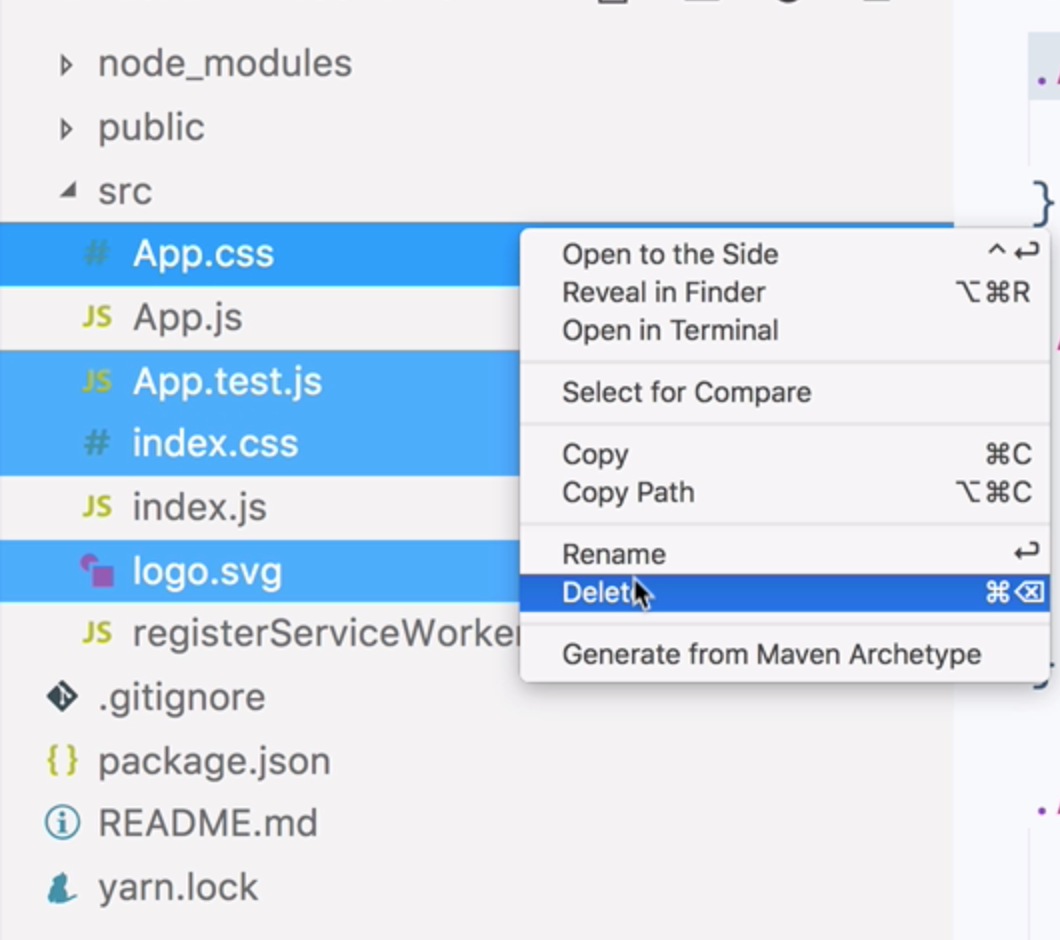 node_modules
public
src
# App.css
JS App.js
JS App.test.js
# index.css
JS index.js
logo.svg
JS registerServiceWorker
.gitignore
{ } package.json
README.md
yarn.lock
Open to the Side ^↩
Reveal in Finder ⌥⌘R
Open in Terminal
Select for Compare
Copy ⌘C
Copy Path ⌥⌘C
Rename ↩
Delete ⌘⌫
Generate from Maven Archetype
}